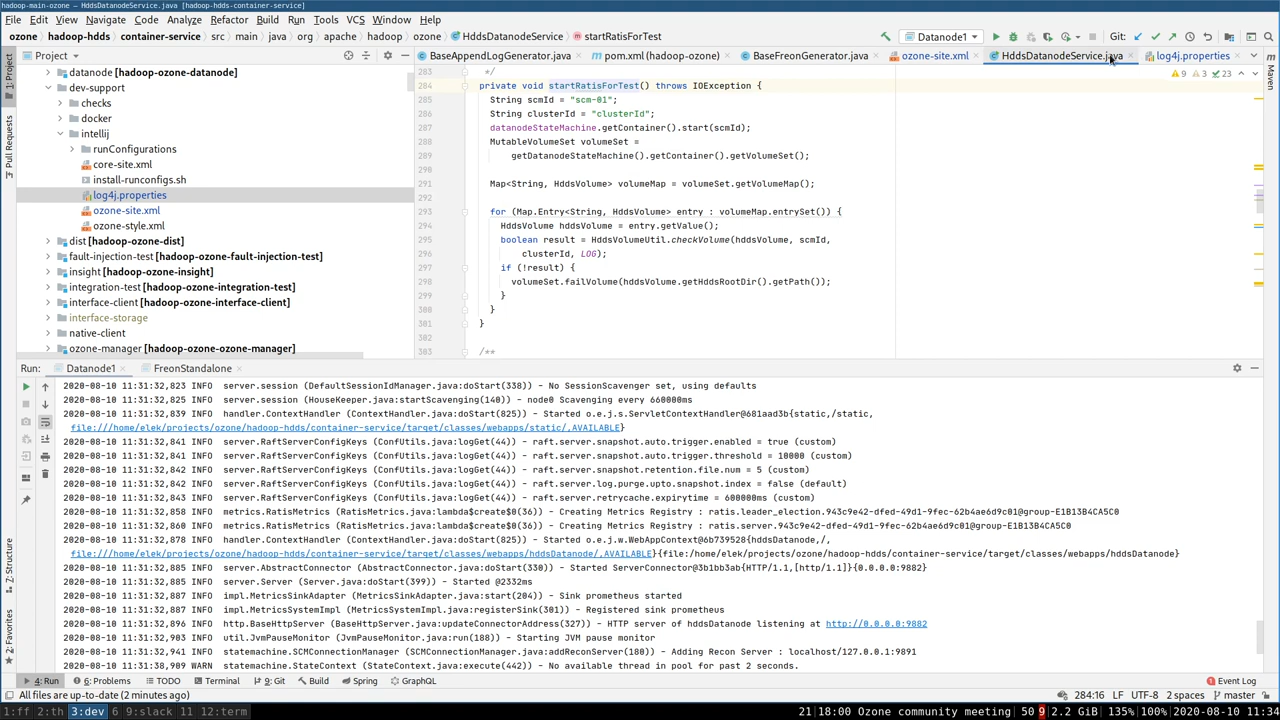 hadoop-main-ozone – HddsDatanodeService.java [hadoop-hdds-container-service]
File Edit View Navigate Code Analyze Refactor Build Run Tools VCS Window Help
ozone hadoop-hdds container-service src main java org apache hadoop ozone HddsDatanodeService startRatisForTest Datanode1 Git:
Project BaseAppendLogGenerator.java pom.xml (hadoop-ozone) BaseFreonGenerator.java ozone-site.xml HddsDatanodeService.java log4j.properties
1: Project
Pull Requests
Z: Structure
2: Favorites
Maven
datanode [hadoop-ozone-datanode]
dev-support
checks
docker
intellij
runConfigurations
core-site.xml
install-runconfigs.sh
log4j.properties
ozone-site.xml
ozone-style.xml
dist [hadoop-ozone-dist]
fault-injection-test [hadoop-ozone-fault-injection-test]
insight [hadoop-ozone-insight]
integration-test [hadoop-ozone-integration-test]
interface-client [hadoop-ozone-interface-client]
interface-storage
native-client
ozone-manager [hadoop-ozone-ozone-manager]
9 3 23
283 */
284 private void startRatisForTest() throws IOException {
285 String scmId = "scm-01";
286 String clusterId = "clusterId";
287 datanodeStateMachine.getContainer().start(scmId);
288 MutableVolumeSet volumeSet =
289 getDatanodeStateMachine().getContainer().getVolumeSet();
290
291 Map<String, HddsVolume> volumeMap = volumeSet.getVolumeMap();
292
293 for (Map.Entry<String, HddsVolume> entry : volumeMap.entrySet()) {
294 HddsVolume hddsVolume = entry.getValue();
295 boolean result = HddsVolumeUtil.checkVolume(hddsVolume, scmId,
296 clusterId, LOG);
297 if (!result) {
298 volumeSet.failVolume(hddsVolume.getHddsRootDir().getPath());
299 }
300 }
301 }
302
303 /**
Run: Datanode1 FreonStandalone
2020-08-10 11:31:32,823 INFO server.session (DefaultSessionIdManager.java:doStart(338)) - No SessionScavenger set, using defaults
2020-08-10 11:31:32,825 INFO server.session (HouseKeeper.java:startScavenging(140)) - node0 Scavenging every 660000ms
2020-08-10 11:31:32,839 INFO handler.ContextHandler (ContextHandler.java:doStart(825)) - Started o.e.j.s.ServletContextHandler@681aad3b{static,/static,
file:///home/elek/projects/ozone/hadoop-hdds/container-service/target/classes/webapps/static/,AVAILABLE}
2020-08-10 11:31:32,841 INFO server.RaftServerConfigKeys (ConfUtils.java:logGet(44)) - raft.server.snapshot.auto.trigger.enabled = true (custom)
2020-08-10 11:31:32,841 INFO server.RaftServerConfigKeys (ConfUtils.java:logGet(44)) - raft.server.snapshot.auto.trigger.threshold = 10000 (custom)
2020-08-10 11:31:32,842 INFO server.RaftServerConfigKeys (ConfUtils.java:logGet(44)) - raft.server.snapshot.retention.file.num = 5 (custom)
2020-08-10 11:31:32,842 INFO server.RaftServerConfigKeys (ConfUtils.java:logGet(44)) - raft.server.log.purge.upto.snapshot.index = false (default)
2020-08-10 11:31:32,843 INFO server.RaftServerConfigKeys (ConfUtils.java:logGet(44)) - raft.server.retrycache.expirytime = 600000ms (custom)
2020-08-10 11:31:32,858 INFO metrics.RatisMetrics (RatisMetrics.java:lambda$create$0(36)) - Creating Metrics Registry : ratis.leader_election.943c9e42-dfed-49d1-9fec-62b4ae6d9c01@group-E1B13B4CA5C0
2020-08-10 11:31:32,860 INFO metrics.RatisMetrics (RatisMetrics.java:lambda$create$0(36)) - Creating Metrics Registry : ratis.server.943c9e42-dfed-49d1-9fec-62b4ae6d9c01@group-E1B13B4CA5C0
2020-08-10 11:31:32,878 INFO handler.ContextHandler (ContextHandler.java:doStart(825)) - Started o.e.j.w.WebAppContext@6b739528{hddsDatanode,/,
file:///home/elek/projects/ozone/hadoop-hdds/container-service/target/classes/webapps/hddsDatanode/,AVAILABLE}{file:/home/elek/projects/ozone/hadoop-hdds/container-service/target/classes/webapps/hddsDatanode}
2020-08-10 11:31:32,885 INFO server.AbstractConnector (AbstractConnector.java:doStart(330)) - Started ServerConnector@3b1bb3ab{HTTP/1.1,[http/1.1]}{0.0.0.0:9882}
2020-08-10 11:31:32,885 INFO server.Server (Server.java:doStart(399)) - Started @2332ms
2020-08-10 11:31:32,887 INFO impl.MetricsSinkAdapter (MetricsSinkAdapter.java:start(204)) - Sink prometheus started
2020-08-10 11:31:32,887 INFO impl.MetricsSystemImpl (MetricsSystemImpl.java:registerSink(301)) - Registered sink prometheus
2020-08-10 11:31:32,896 INFO http.BaseHttpServer (BaseHttpServer.java:updateConnectorAddress(327)) - HTTP server of hddsDatanode listening at http://0.0.0.0:9882
2020-08-10 11:31:32,903 INFO util.JvmPauseMonitor (JvmPauseMonitor.java:run(188)) - Starting JVM pause monitor
2020-08-10 11:31:32,941 INFO statemachine.SCMConnectionManager (SCMConnectionManager.java:addReconServer(180)) - Adding Recon Server : localhost/127.0.0.1:9891
2020-08-10 11:31:38,909 WARN statemachine.StateContext (StateContext.java:execute(442)) - No available thread in pool for past 2 seconds.
4: Run 6: Problems TODO Terminal 9: Git Build Spring GraphQL 1 Event Log
All files are up-to-date (2 minutes ago) 284:16 LF UTF-8 2 spaces master
1:ff 2:th 3:dev 6 9:slack 11 12:term 21|18:00 Ozone community meeting| 50 9| 2.2 GiB| 135%|100%| 2020-08-10 11:34